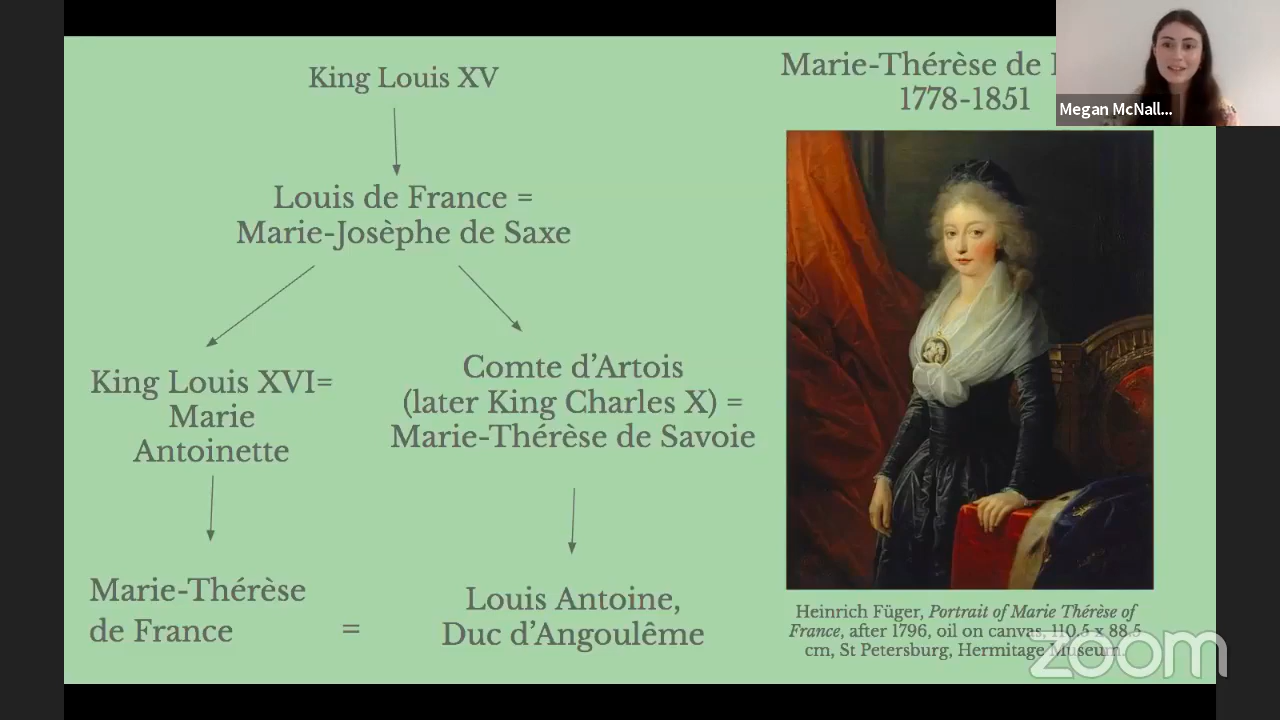 King Louis XV
Louis de France =
Marie-Josèphe de Saxe
King Louis XVI=
Marie
Antoinette
Comte d’Artois
(later King Charles X) =
Marie-Thérèse de Savoie
Marie-Thérèse
de France
=
Louis Antoine,
Duc d’Angoulême
Marie-Thérèse de
1778-1851
Megan McNall...
Heinrich Füger, Portrait of Marie Thérèse of
France, after 1796, oil on canvas, 110.5 x 88.5
cm, St Petersburg, Hermitage Museum.
zoom